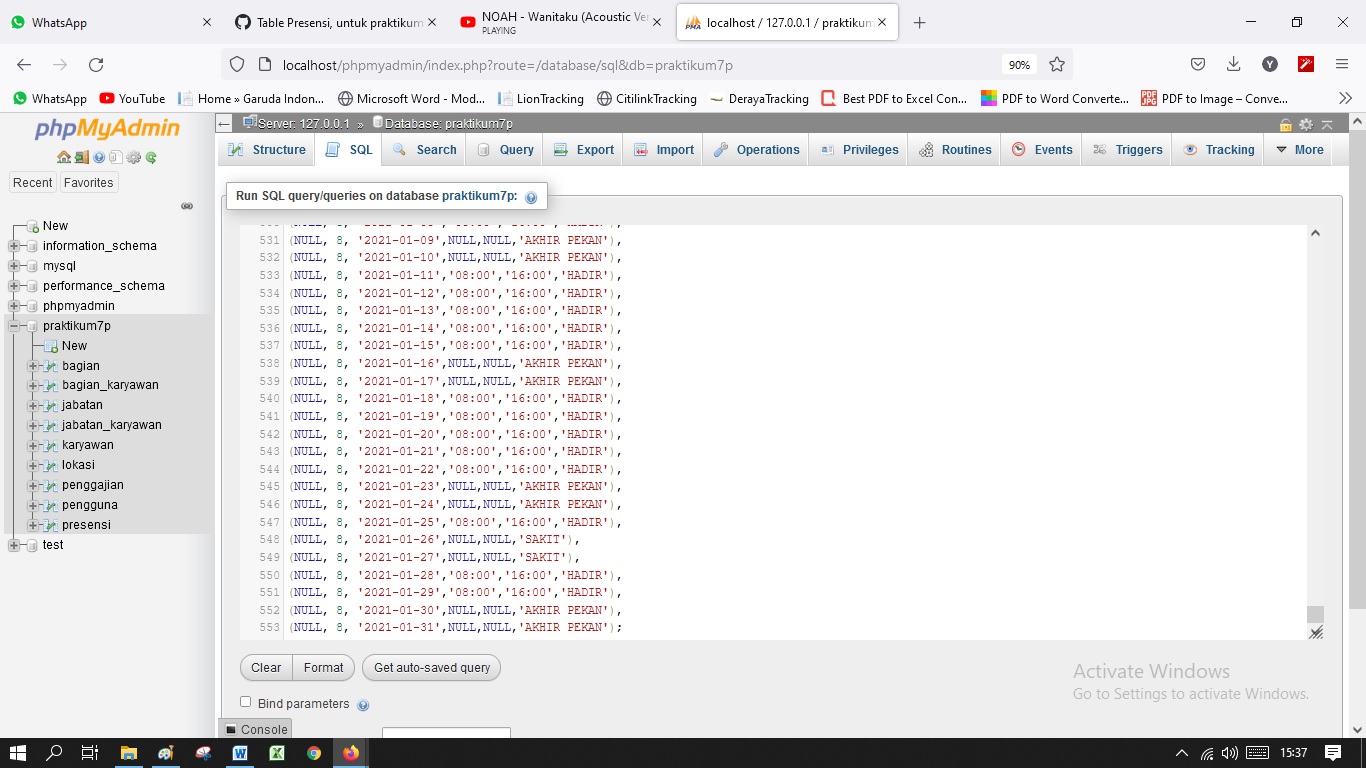 WhatsApp
Table Presensi, untuk praktikum
NOAH - Wanitaku (Acoustic Ver
PLAYING
localhost / 127.0.0.1 / praktikum
localhost/phpmyadmin/index.php?route=/database/sql&db=praktikum7p
90%
Y
WhatsApp
YouTube
Home » Garuda Indon...
Microsoft Word - Mod...
LionTracking
CitilinkTracking
DerayaTracking
Best PDF to Excel Con...
PDF to Word Converte...
PDF to Image – Conve...
phpMyAdmin
Recent
Favorites
New
information_schema
mysql
performance_schema
phpmyadmin
praktikum7p
New
bagian
bagian_karyawan
jabatan
jabatan_karyawan
karyawan
lokasi
penggajian
pengguna
presensi
test
Server: 127.0.0.1 » Database: praktikum7p
Structure
SQL
Search
Query
Export
Import
Operations
Privileges
Routines
Events
Triggers
Tracking
More
Run SQL query/queries on database praktikum7p:
531 (NULL, 8, '2021-01-09',NULL,NULL,'AKHIR PEKAN'),
532 (NULL, 8, '2021-01-10',NULL,NULL,'AKHIR PEKAN'),
533 (NULL, 8, '2021-01-11','08:00','16:00','HADIR'),
534 (NULL, 8, '2021-01-12','08:00','16:00','HADIR'),
535 (NULL, 8, '2021-01-13','08:00','16:00','HADIR'),
536 (NULL, 8, '2021-01-14','08:00','16:00','HADIR'),
537 (NULL, 8, '2021-01-15','08:00','16:00','HADIR'),
538 (NULL, 8, '2021-01-16',NULL,NULL,'AKHIR PEKAN'),
539 (NULL, 8, '2021-01-17',NULL,NULL,'AKHIR PEKAN'),
540 (NULL, 8, '2021-01-18','08:00','16:00','HADIR'),
541 (NULL, 8, '2021-01-19','08:00','16:00','HADIR'),
542 (NULL, 8, '2021-01-20','08:00','16:00','HADIR'),
543 (NULL, 8, '2021-01-21','08:00','16:00','HADIR'),
544 (NULL, 8, '2021-01-22','08:00','16:00','HADIR'),
545 (NULL, 8, '2021-01-23',NULL,NULL,'AKHIR PEKAN'),
546 (NULL, 8, '2021-01-24',NULL,NULL,'AKHIR PEKAN'),
547 (NULL, 8, '2021-01-25','08:00','16:00','HADIR'),
548 (NULL, 8, '2021-01-26',NULL,NULL,'SAKIT'),
549 (NULL, 8, '2021-01-27',NULL,NULL,'SAKIT'),
550 (NULL, 8, '2021-01-28','08:00','16:00','HADIR'),
551 (NULL, 8, '2021-01-29','08:00','16:00','HADIR'),
552 (NULL, 8, '2021-01-30',NULL,NULL,'AKHIR PEKAN'),
553 (NULL, 8, '2021-01-31',NULL,NULL,'AKHIR PEKAN');
Clear
Format
Get auto-saved query
Bind parameters
Console
Activate Windows
Go to Settings to activate Windows.
15:37